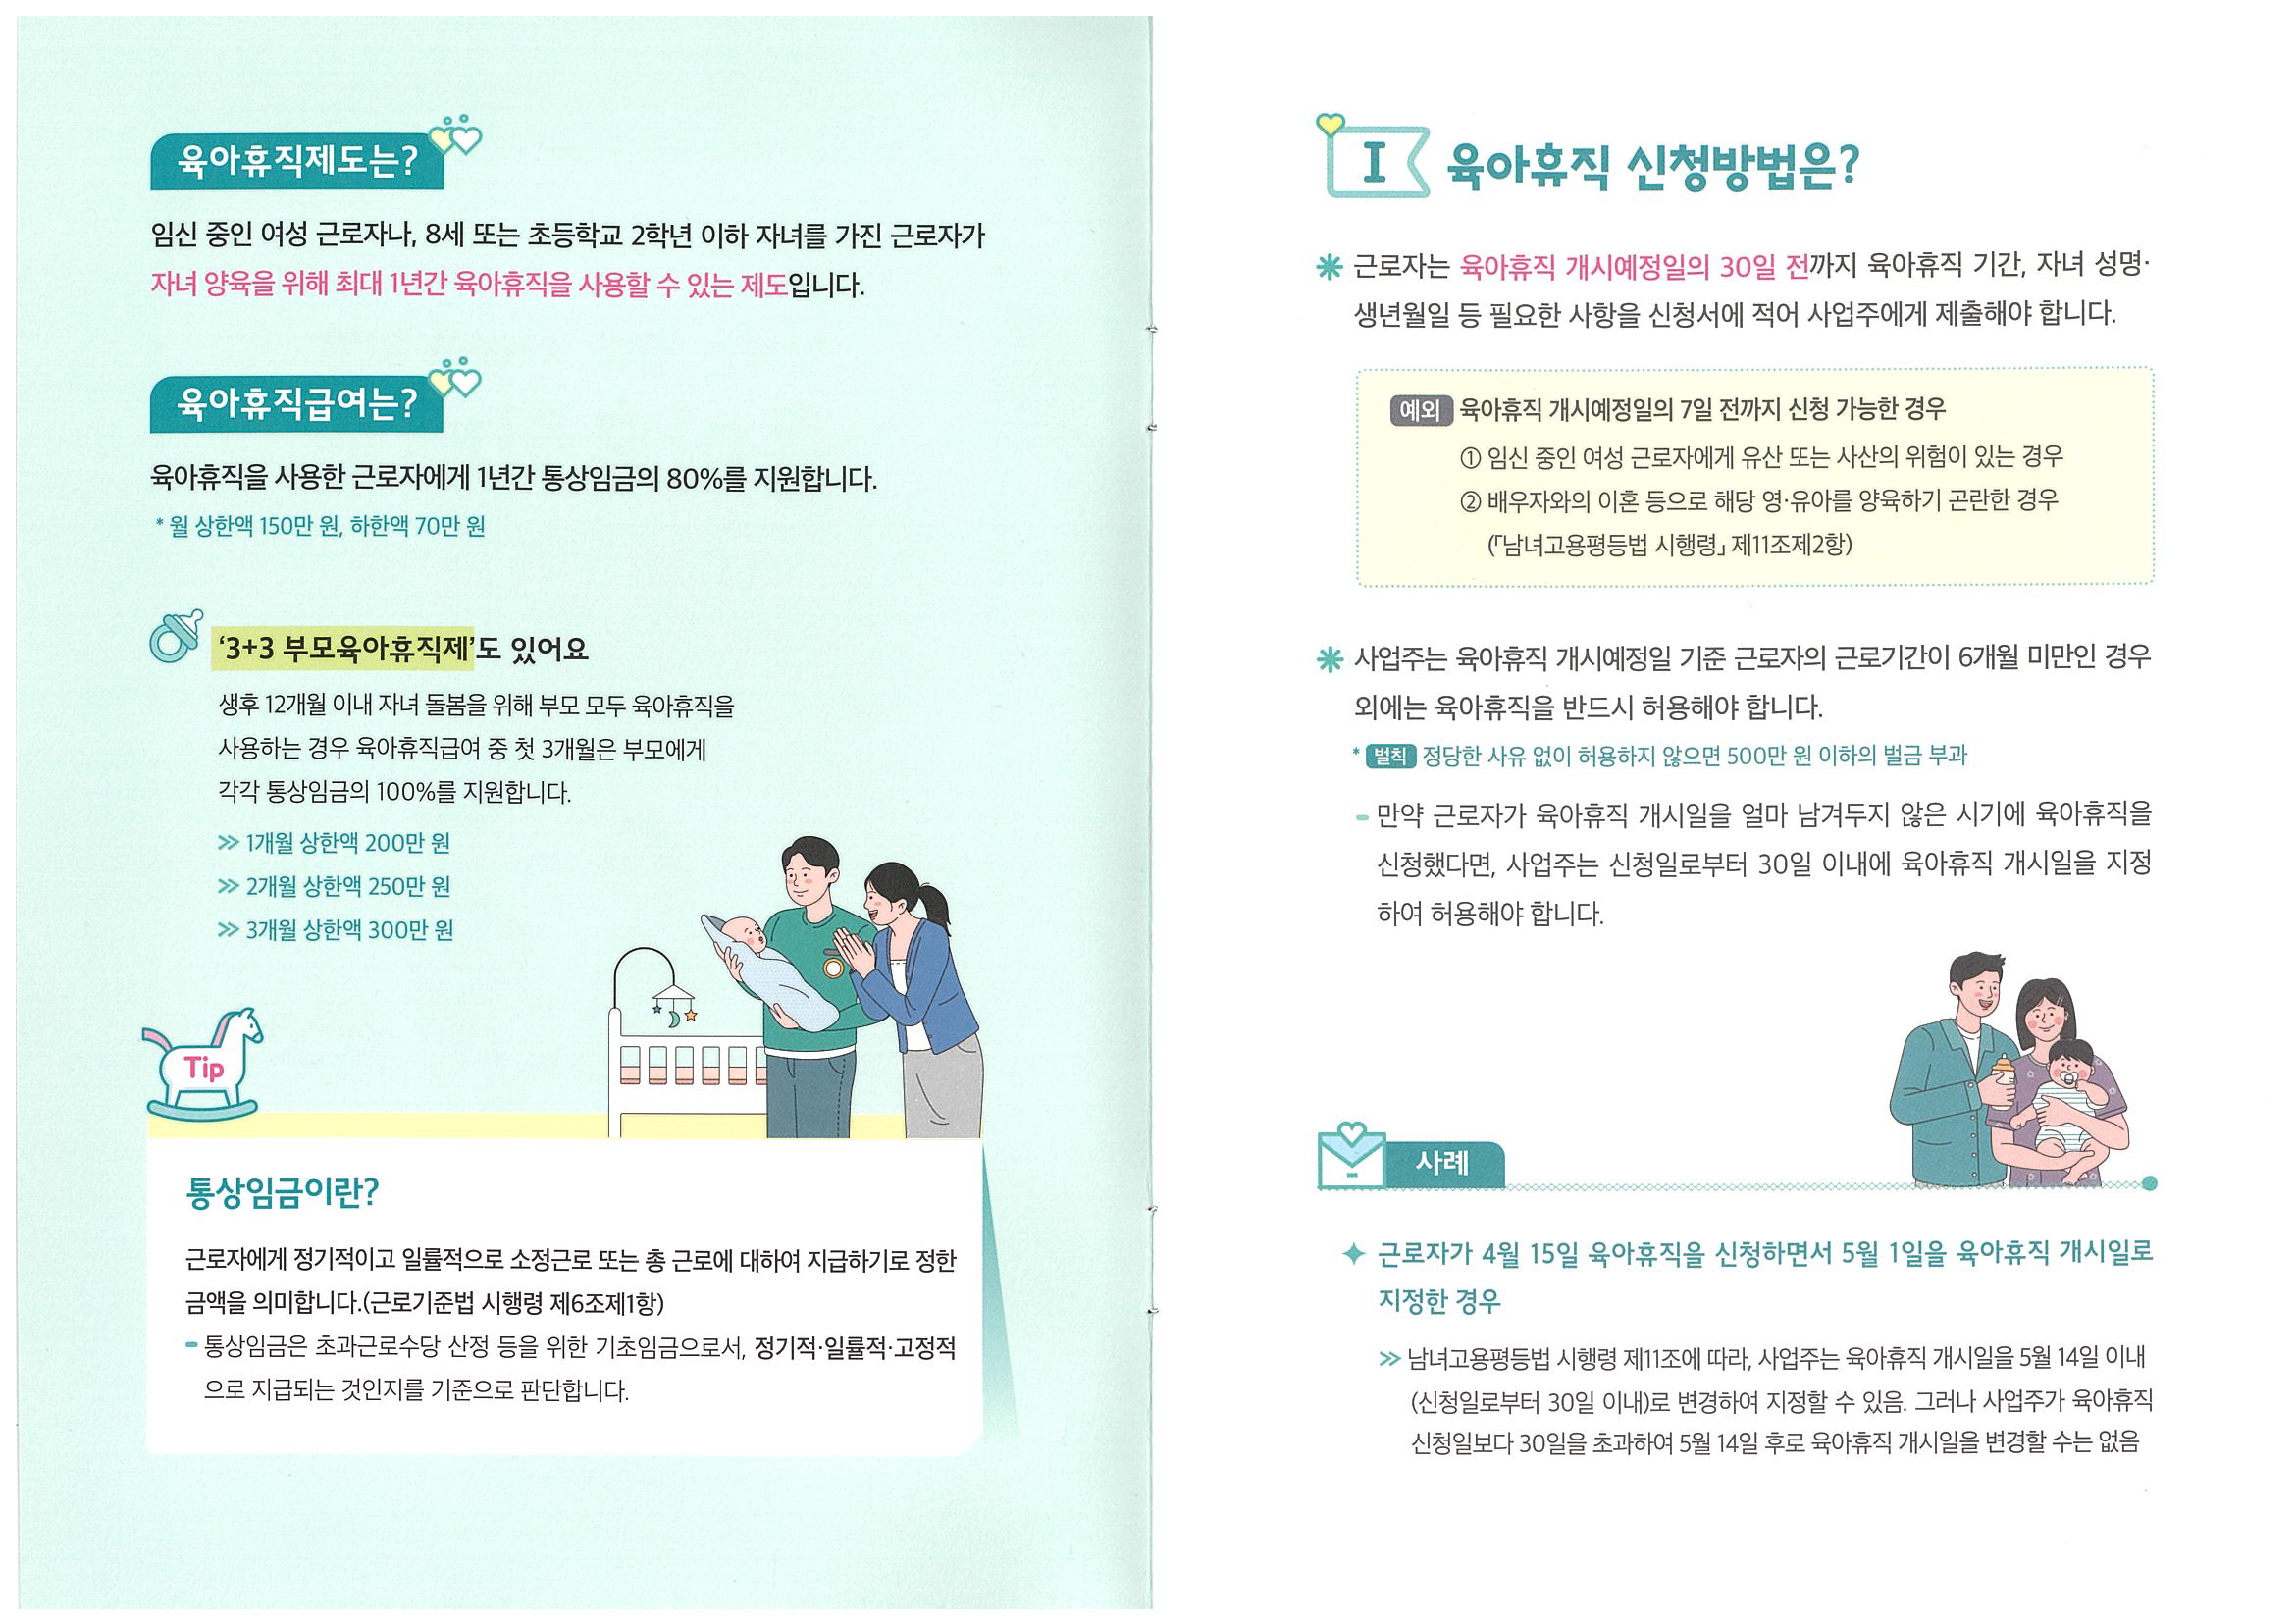 육아휴직제도는?
임신 중인 여성 근로자나, 8세 또는 초등학교 2학년 이하 자녀를 가진 근로자가
자녀 양육을 위해 최대 1년간 육아휴직을 사용할 수 있는 제도입니다.
육아휴직급여는?
육아휴직을 사용한 근로자에게 1년간 통상임금의 80%를 지원합니다.
* 월 상한액 150만 원, 하한액 70만 원
‘3+3 부모육아휴직제’도 있어요
생후 12개월 이내 자녀 돌봄을 위해 부모 모두 육아휴직을
사용하는 경우 육아휴직급여 중 첫 3개월은 부모에게
각각 통상임금의 100%를 지원합니다.
>> 1개월 상한액 200만 원
>> 2개월 상한액 250만 원
>> 3개월 상한액 300만 원
Tip
통상임금이란?
근로자에게 정기적이고 일률적으로 소정근로 또는 총 근로에 대하여 지급하기로 정한
금액을 의미합니다.(근로기준법 시행령 제6조제1항)
- 통상임금은 초과근로수당 산정 등을 위한 기초임금으로서, 정기적·일률적·고정적
으로 지급되는 것인지를 기준으로 판단합니다.
I 육아휴직 신청방법은?
근로자는 육아휴직 개시예정일의 30일 전까지 육아휴직 기간, 자녀 성명·
생년월일 등 필요한 사항을 신청서에 적어 사업주에게 제출해야 합니다.
예외 육아휴직 개시예정일의 7일 전까지 신청 가능한 경우
① 임신 중인 여성 근로자에게 유산 또는 사산의 위험이 있는 경우
② 배우자와의 이혼 등으로 해당 영·유아를 양육하기 곤란한 경우
(「남녀고용평등법 시행령」 제11조제2항)
사업주는 육아휴직 개시예정일 기준 근로자의 근로기간이 6개월 미만인 경우
외에는 육아휴직을 반드시 허용해야 합니다.
* 벌칙 정당한 사유 없이 허용하지 않으면 500만 원 이하의 벌금 부과
- 만약 근로자가 육아휴직 개시일을 얼마 남겨두지 않은 시기에 육아휴직을
신청했다면, 사업주는 신청일로부터 30일 이내에 육아휴직 개시일을 지정
하여 허용해야 합니다.
사례
근로자가 4월 15일 육아휴직을 신청하면서 5월 1일을 육아휴직 개시일로
지정한 경우
>> 남녀고용평등법 시행령 제11조에 따라, 사업주는 육아휴직 개시일을 5월 14일 이내
(신청일로부터 30일 이내)로 변경하여 지정할 수 있음. 그러나 사업주가 육아휴직
신청일보다 30일을 초과하여 5월 14일 후로 육아휴직 개시일을 변경할 수는 없음